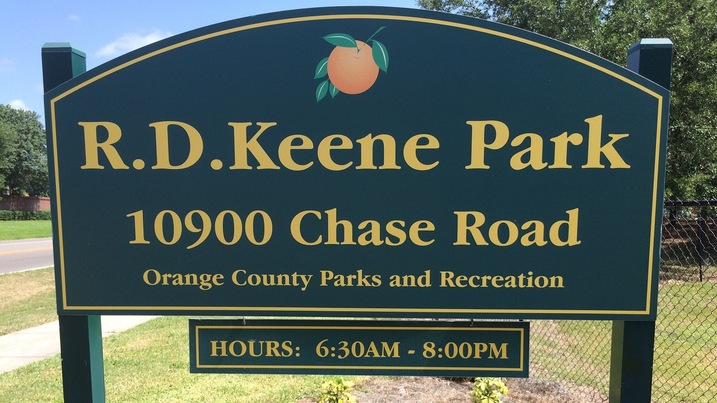 R.D.Keene Park
10900 Chase Road
Orange County Parks and Recreation
HOURS: 6:30AM - 8:00PM